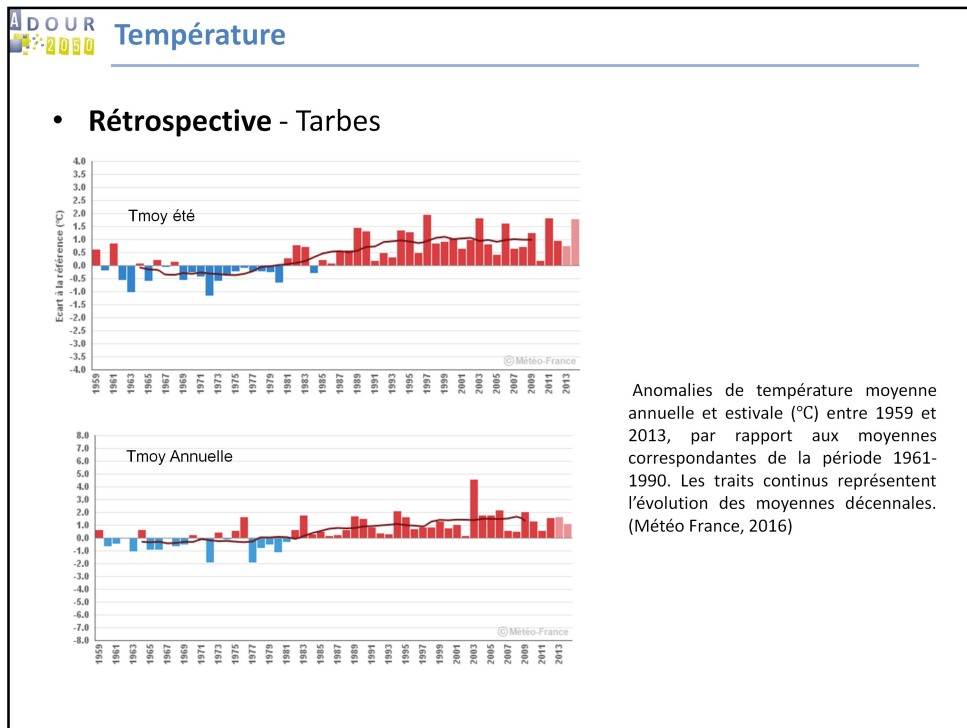 ADOUR
2050
Température
• Rétrospective - Tarbes
4.0
3.5
3.0
2.5
2.0
1.5
1.0
0.5
0.0
-0.5
-1.0
-1.5
-2.0
-2.5
-3.0
-3.5
-4.0
Ecart à la référence (°C)
Tmoy été
© Météo-France
1959 1961 1963 1965 1967 1969 1971 1973 1975 1977 1979 1981 1983 1985 1987 1989 1991 1993 1995 1997 1999 2001 2003 2005 2007 2009 2011 2013
8.0
7.0
6.0
5.0
4.0
3.0
2.0
1.0
0.0
-1.0
-2.0
-3.0
-4.0
-5.0
-6.0
-7.0
-8.0
Tmoy Annuelle
© Météo-France
1959 1961 1963 1965 1967 1969 1971 1973 1975 1977 1979 1981 1983 1985 1987 1989 1991 1993 1995 1997 1999 2001 2003 2005 2007 2009 2011 2013
Anomalies de température moyenne
annuelle et estivale (°C) entre 1959 et
2013, par rapport aux moyennes
correspondantes de la période 1961-
1990. Les traits continus représentent
l'évolution des moyennes décennales.
(Météo France, 2016)